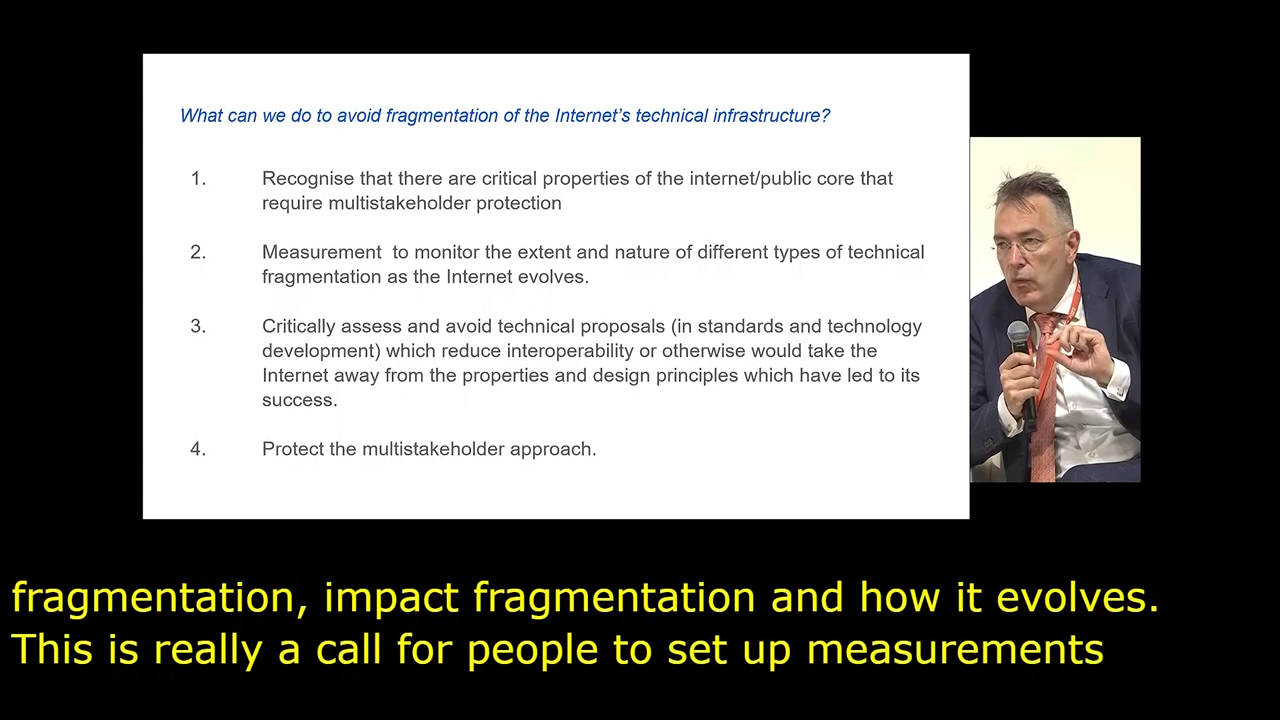 What can we do to avoid fragmentation of the Internet's technical infrastructure?
1. Recognise that there are critical properties of the internet/public core that
require multistakeholder protection
2. Measurement to monitor the extent and nature of different types of technical
fragmentation as the Internet evolves.
3. Critically assess and avoid technical proposals (in standards and technology
development) which reduce interoperability or otherwise would take the
Internet away from the properties and design principles which have led to its
success.
4. Protect the multistakeholder approach.
fragmentation, impact fragmentation and how it evolves.
This is really a call for people to set up measurements